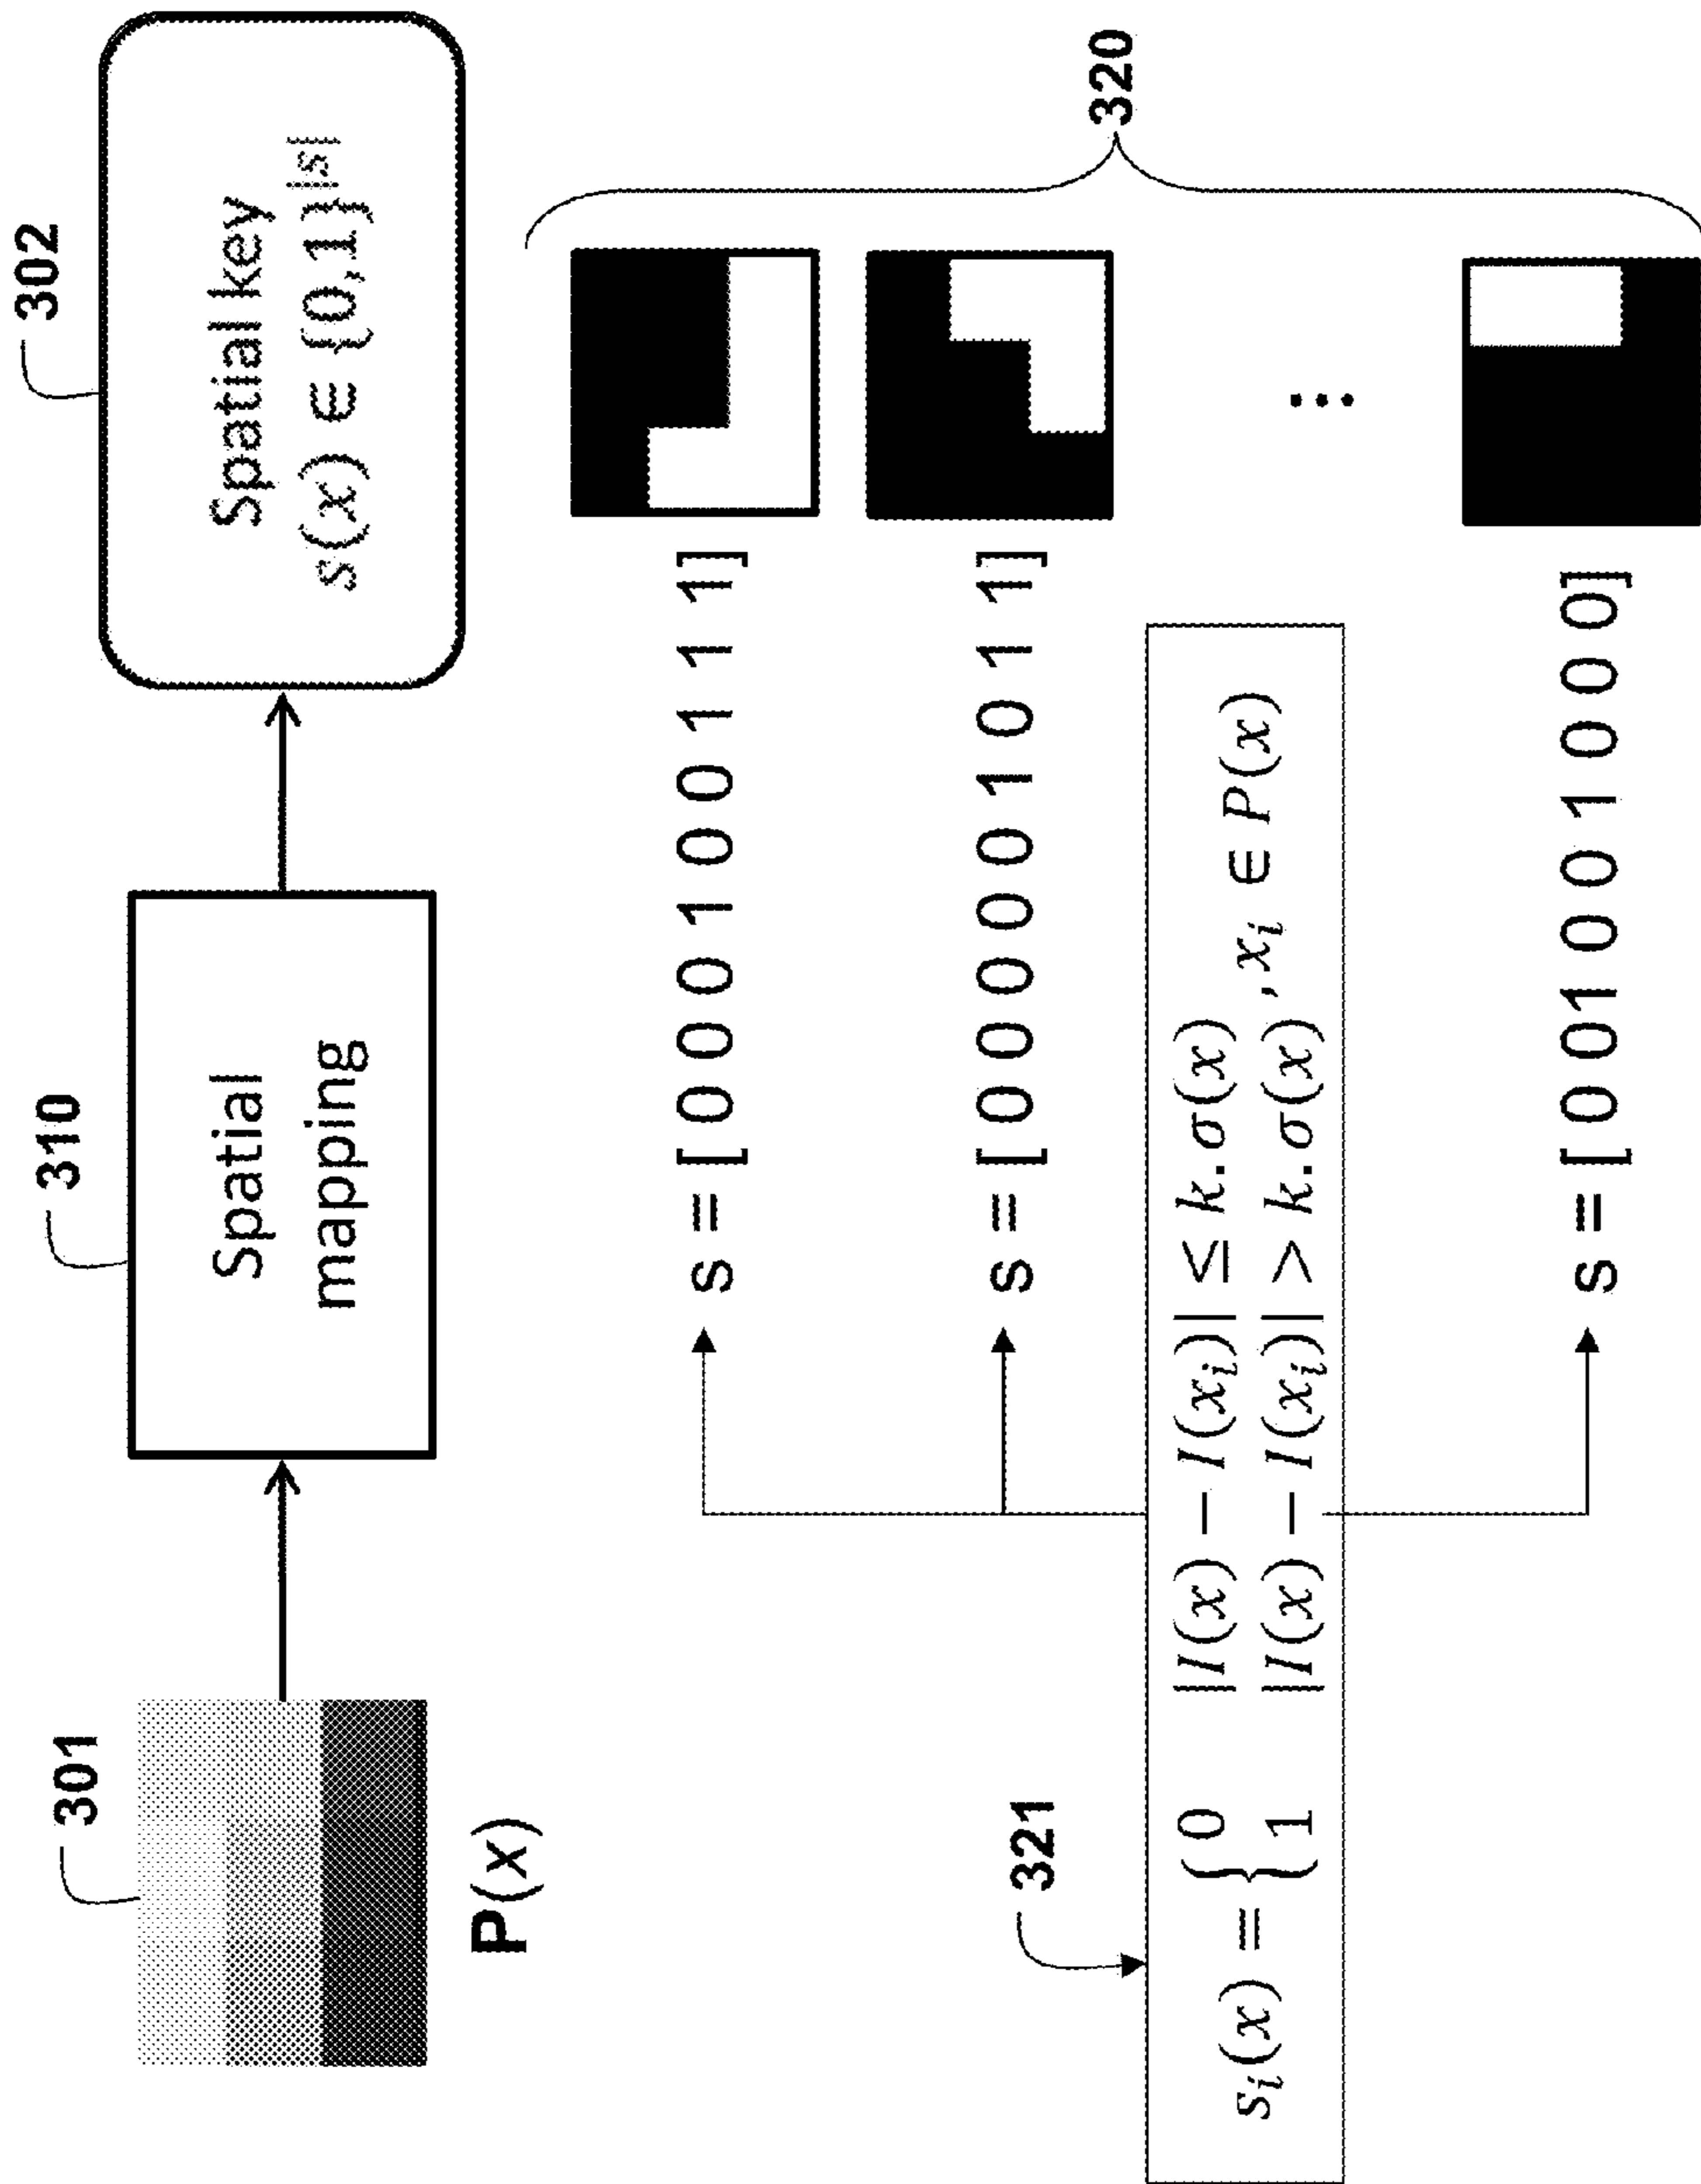 301
310
302
Spatial
mapping
Spatial key
s(x) ∈ {0,1}^|s|
P(x)
s = [ 0 0 0 1 0 0 1 1 1]
s = [ 0 0 0 0 0 1 0 1 1]
320
321
s_i(x) = { 0 |I(x) − I(x_i)| ≤ k.σ(x)
1 |I(x) − I(x_i)| > k.σ(x) , x_i ∈ P(x)
⋮
s = [ 0 0 1 0 0 1 0 0 0]